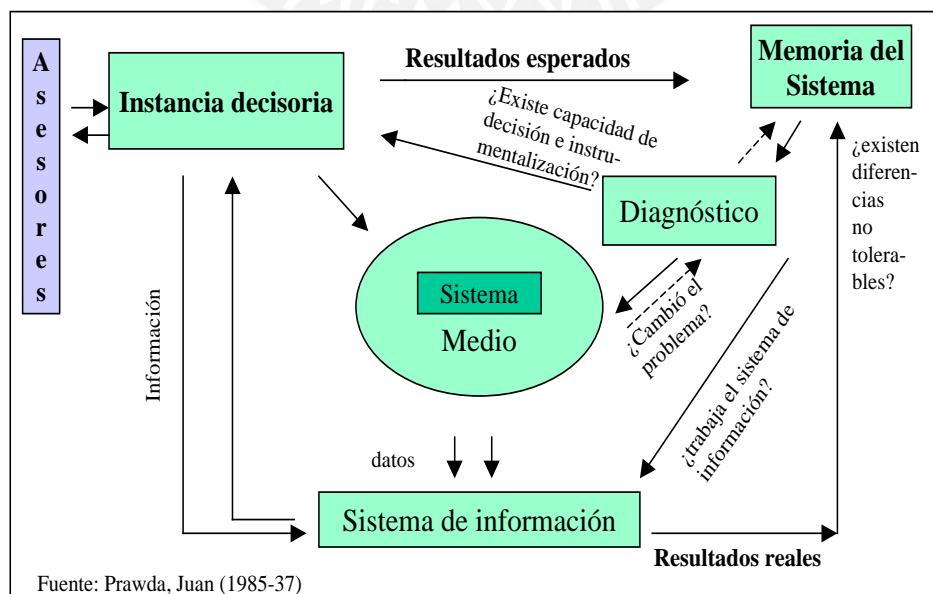 Asesores
Instancia decisoria
Resultados esperados
Memoria del
Sistema
¿Existe capacidad de
decisión e instru-
mentalización?
¿existen
diferen-
cias
no
tolera-
bles?
Diagnóstico
Sistema
Medio
¿Cambió el
problema?
¿trabaja el sistema de
información?
Información
datos
Sistema de información
Resultados reales
Fuente: Prawda, Juan (1985-37)